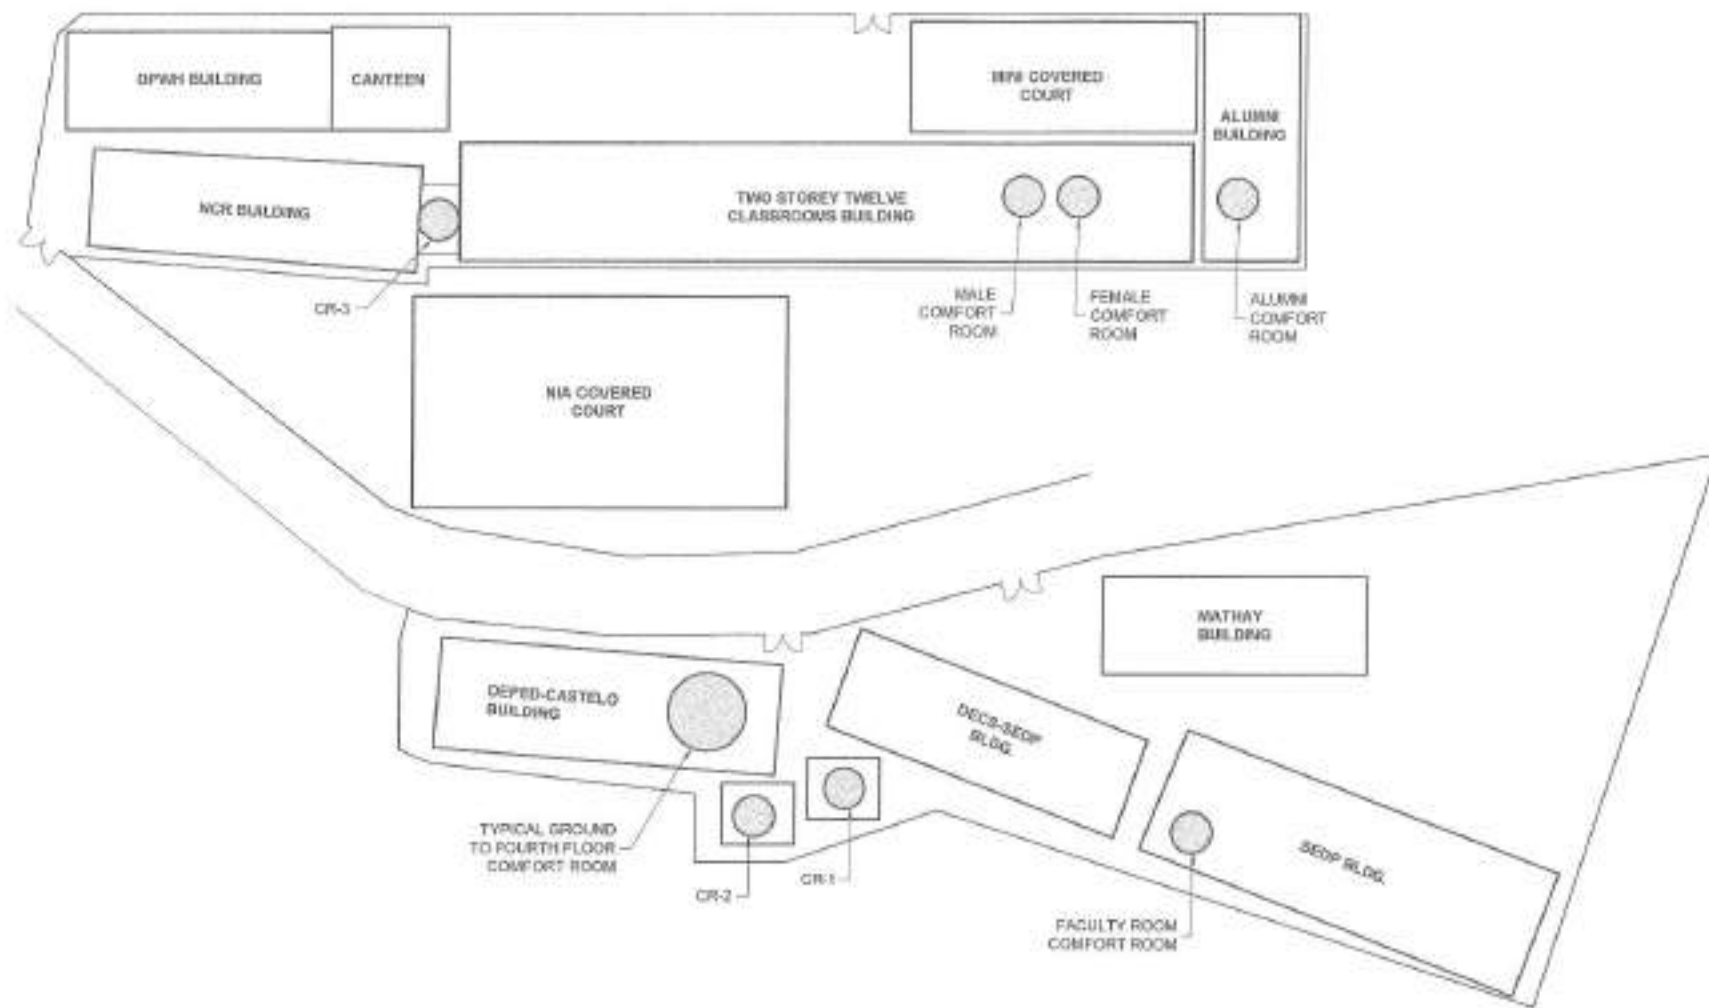 DPWH BUILDING
CANTEEN
MINI COVERED
COURT
ALUMNI
BUILDING
NCR BUILDING
TWO STOREY TWELVE
CLASSROOMS BUILDING
CR-3
MALE
COMFORT
ROOM
FEMALE
COMFORT
ROOM
ALUMNI
COMFORT
ROOM
NIA COVERED
COURT
MATHAY
BUILDING
DEPED-CASTELO
BUILDING
DECS-SEDP
BLDG.
TYPICAL GROUND
TO FOURTH FLOOR
COMFORT ROOM
CR-2
CR-1
SEDP BLDG.
FACULTY ROOM
COMFORT ROOM